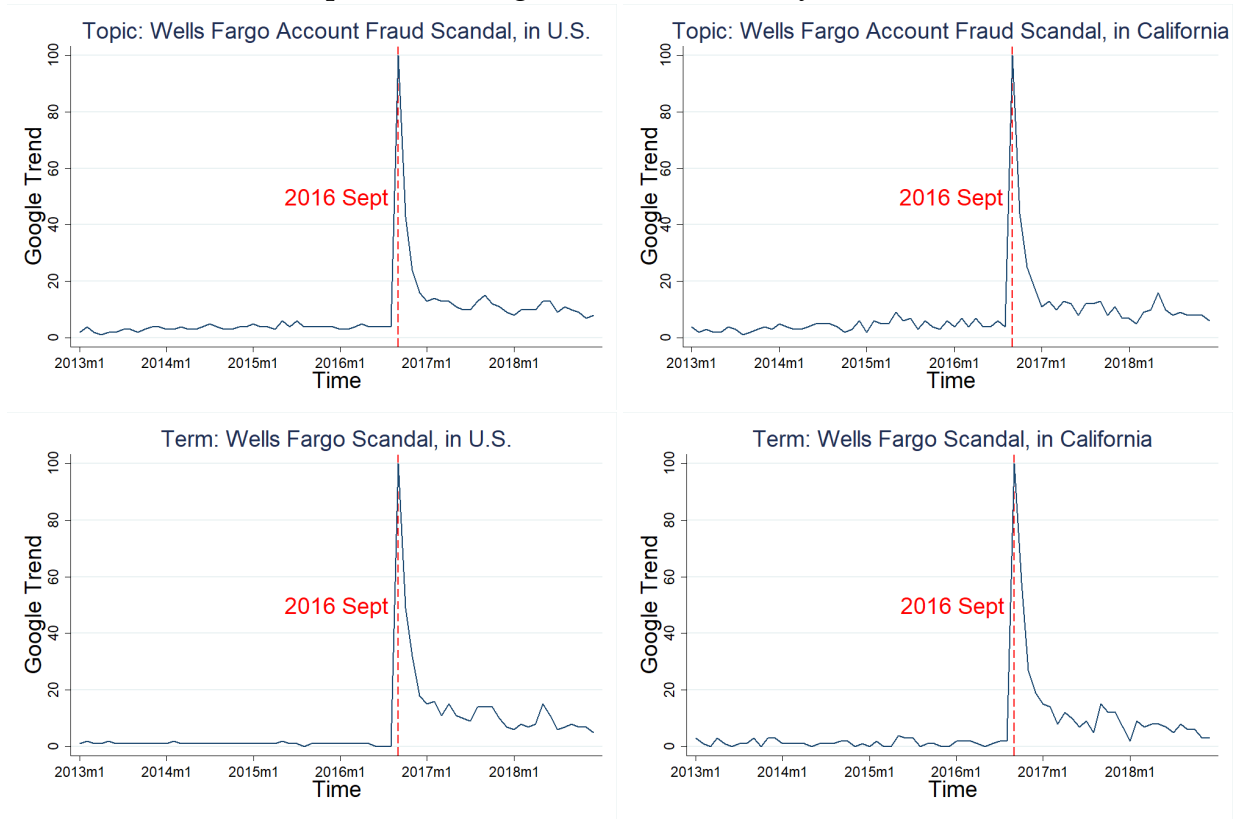 Topic: Wells Fargo Account Fraud Scandal, in U.S.
Google Trend
100
80
60
40
20
0
2016 Sept
2013m1 2014m1 2015m1 2016m1 2017m1 2018m1
Time
Topic: Wells Fargo Account Fraud Scandal, in California
Google Trend
100
80
60
40
20
0
2016 Sept
2013m1 2014m1 2015m1 2016m1 2017m1 2018m1
Time
Term: Wells Fargo Scandal, in U.S.
Google Trend
100
80
60
40
20
0
2016 Sept
2013m1 2014m1 2015m1 2016m1 2017m1 2018m1
Time
Term: Wells Fargo Scandal, in California
Google Trend
100
80
60
40
20
0
2016 Sept
2013m1 2014m1 2015m1 2016m1 2017m1 2018m1
Time